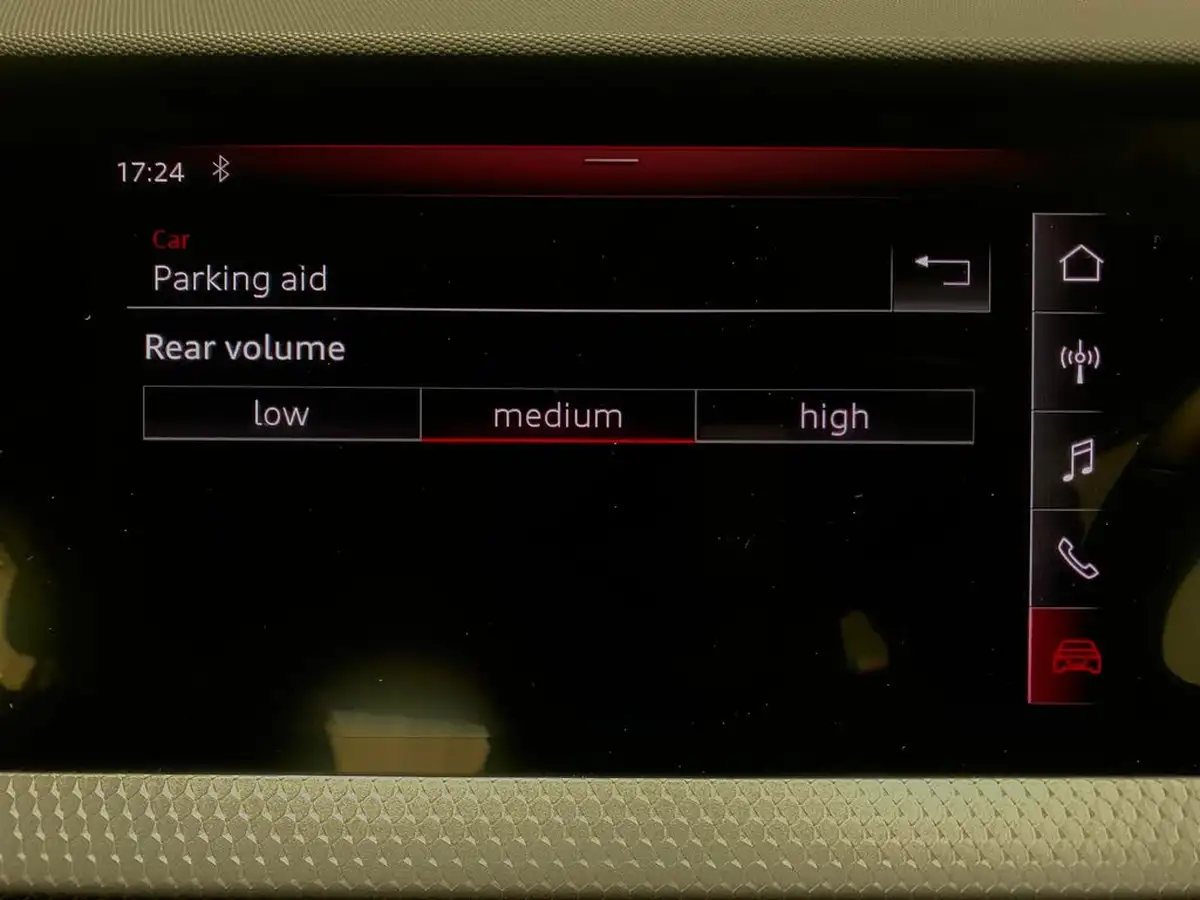 17:24
Car
Parking aid
Rear volume
low medium high